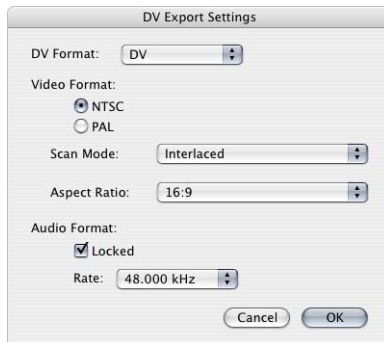 DV Export Settings
DV Format: DV
Video Format:
NTSC
PAL
Scan Mode: Interlaced
Aspect Ratio: 16:9
Audio Format:
Locked
Rate: 48.000 kHz
Cancel OK